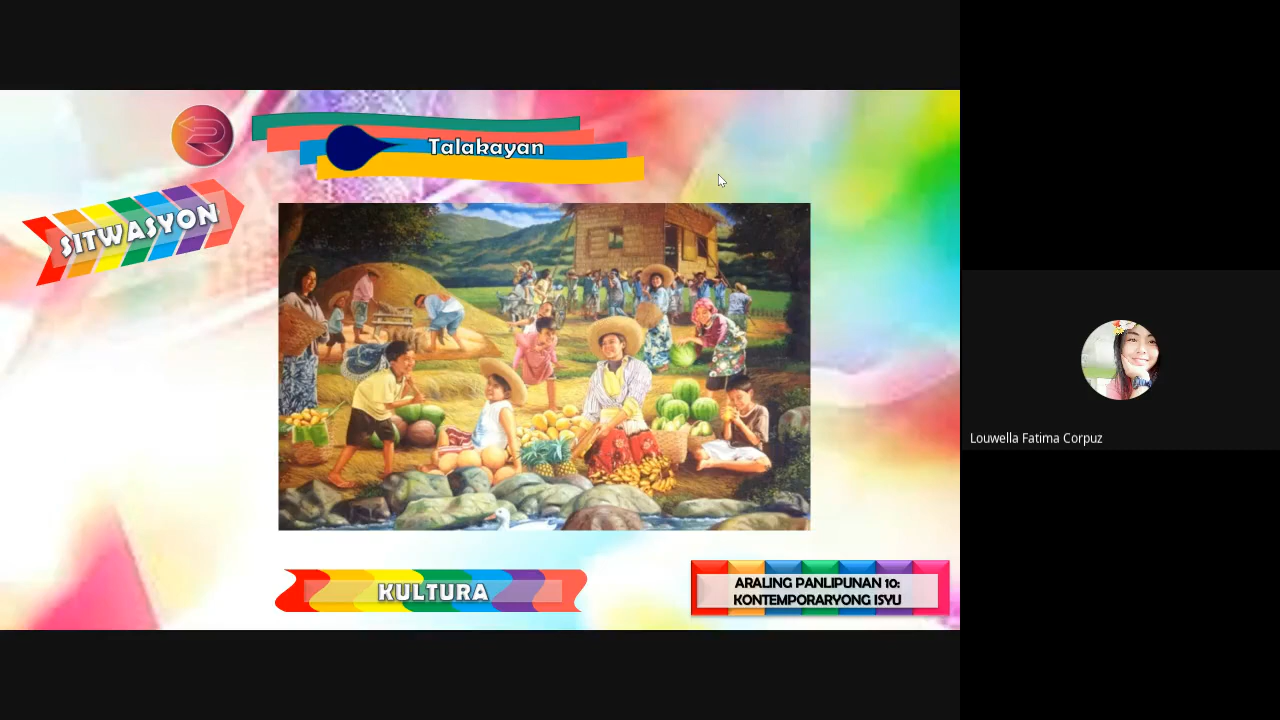 Talakayan
SITWASYON
KULTURA
ARALING PANLIPUNAN 10:
KONTEMPORARYONG ISYU
Louwella Fatima Corpuz